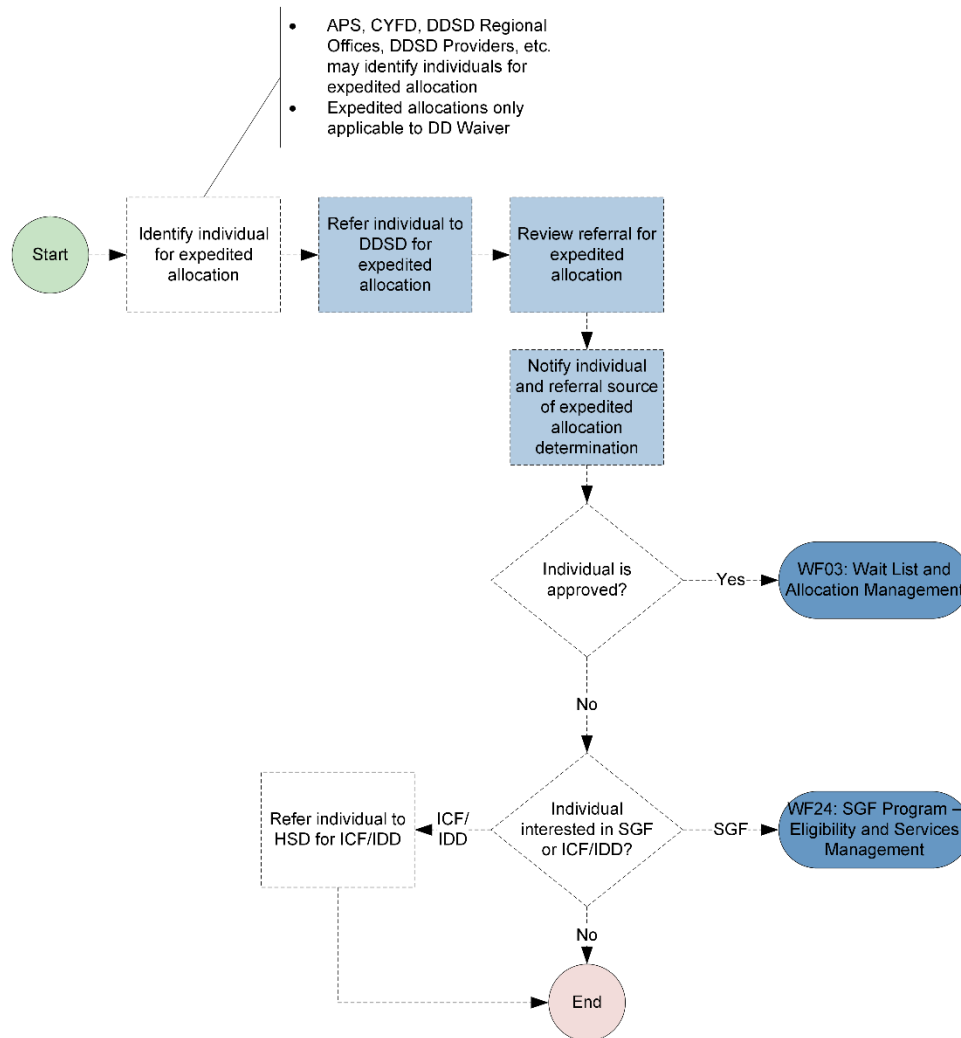 • APS, CYFD, DDSD Regional
Offices, DDSD Providers, etc.
may identify individuals for
expedited allocation
• Expedited allocations only
applicable to DD Waiver
Start
Identify individual
for expedited
allocation
Refer individual to
DDSD for
expedited
allocation
Review referral for
expedited
allocation
Notify individual
and referral source
of expedited
allocation
determination
Individual is
approved?
Yes
WF03: Wait List and
Allocation Management
No
Refer individual to
HSD for ICF/IDD
ICF/
IDD
Individual
interested in SGF
or ICF/IDD?
SGF
WF24: SGF Program –
Eligibility and Services
Management
No
End